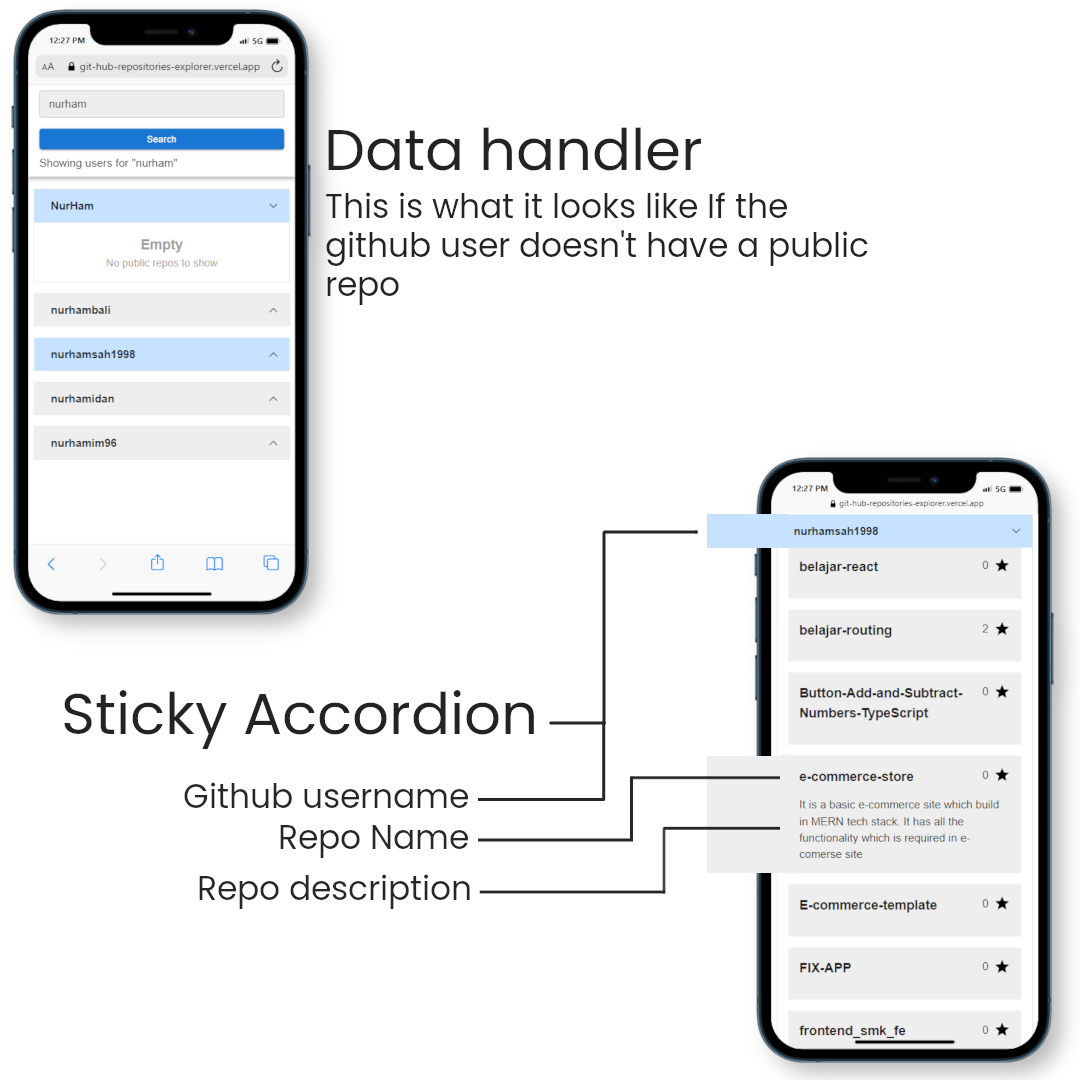 12:27 PM
5G
AA git-hub-repositories-explorer.vercel.app
nurham
Search
Showing users for "nurham"
NurHam
Empty
No public repos to show
nurhambali
nurhamsah1998
nurhamidan
nurhamim96
Data handler
This is what it looks like If the
github user doesn't have a public
repo
Sticky Accordion
Github username
Repo Name
Repo description
12:27 PM
5G
git-hub-repositories-explorer.vercel.app
nurhamsah1998
belajar-react 0
belajar-routing 2
Button-Add-and-Subtract- 0
Numbers-TypeScript
e-commerce-store 0
It is a basic e-commerce site which build
in MERN tech stack. It has all the
functionality which is required in e-
comerse site
E-commerce-template 0
FIX-APP 0
frontend_smk_fe 0